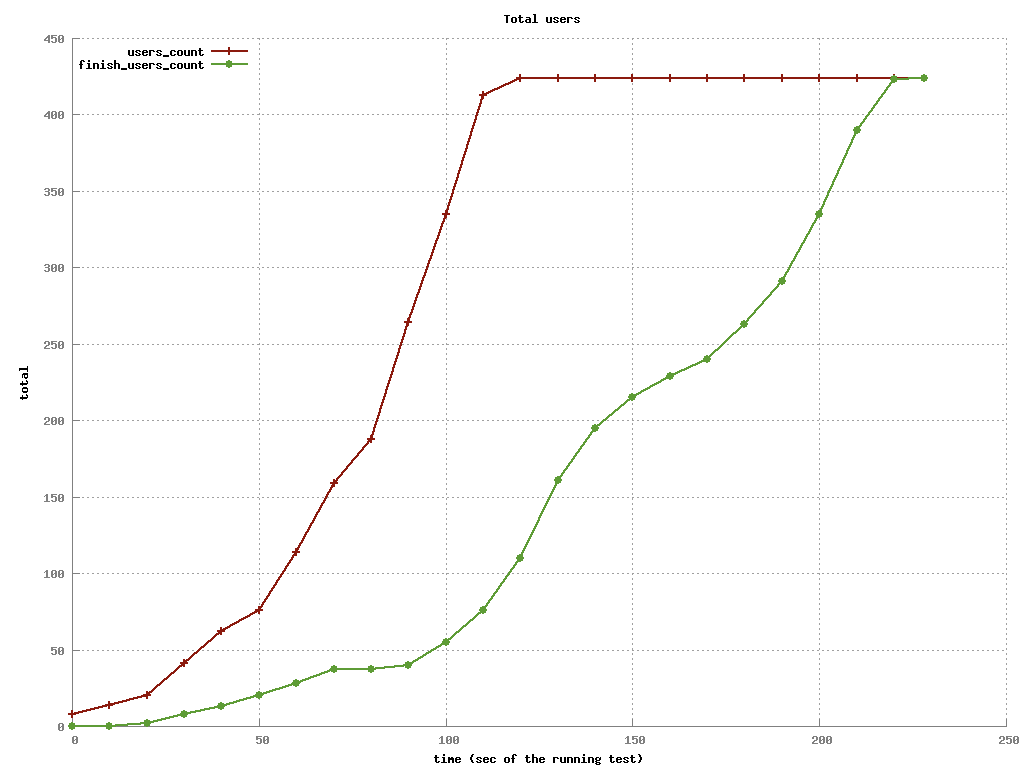 Total users
users_count
finish_users_count
450
400
350
300
250
200
150
100
50
0
total
0 50 100 150 200 250
time (sec of the running test)